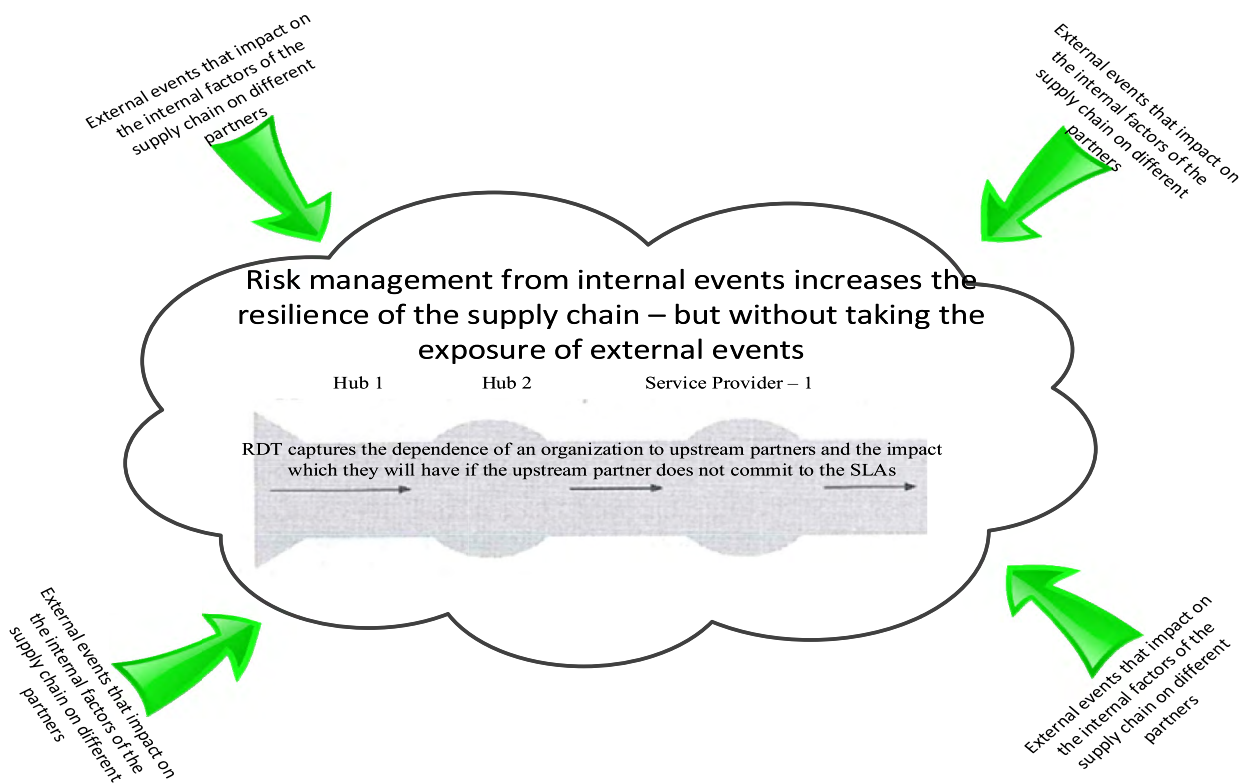 External events that impact on
the internal factors of the
supply chain on different
partners
External events that impact on
the internal factors of the
supply chain on different
partners
Risk management from internal events increases the
resilience of the supply chain – but without taking the
exposure of external events
Hub 1 Hub 2 Service Provider – 1
RDT captures the dependence of an organization to upstream partners and the impact
which they will have if the upstream partner does not commit to the SLAs
External events that impact on
the internal factors of the
supply chain on different
partners
External events that impact on
the internal factors of the
supply chain on different
partners